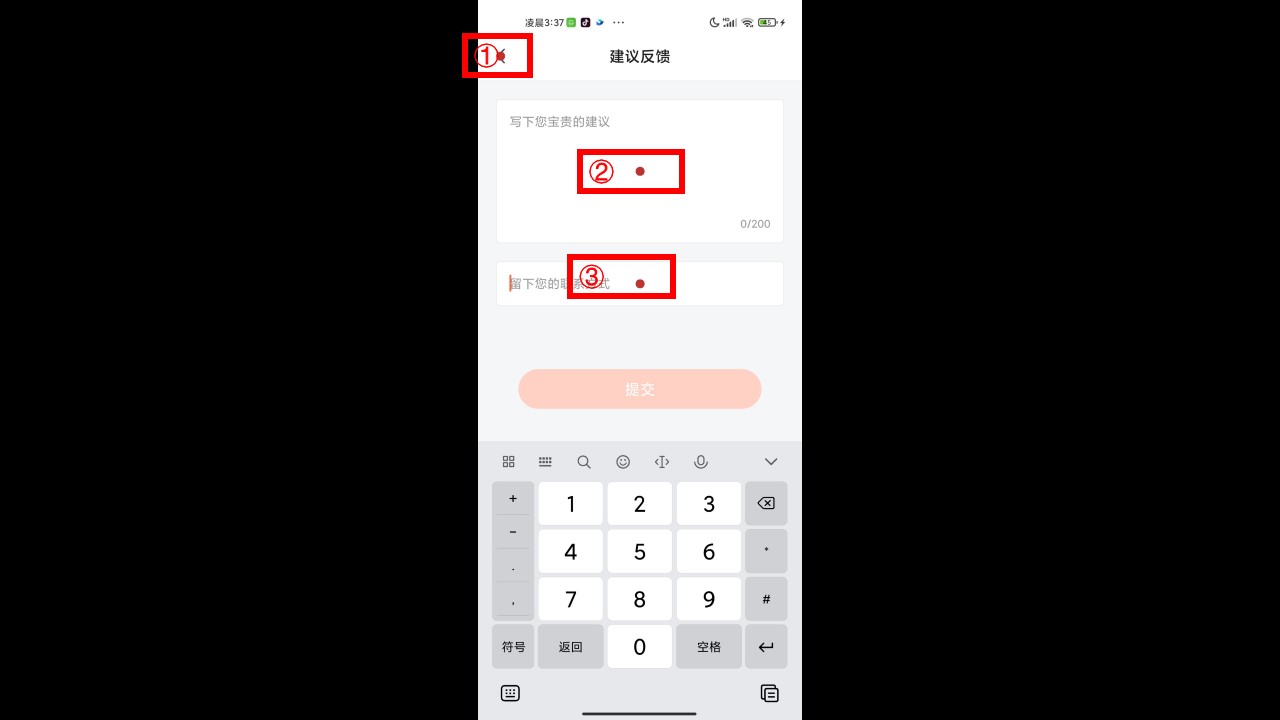 凌晨3:37
① 建议反馈
写下您宝贵的建议
②
0/200
留下您的联系方式
③
提交
+ 1 2 3
- 4 5 6 *
. 7 8 9 #
,
符号 返回 0 空格